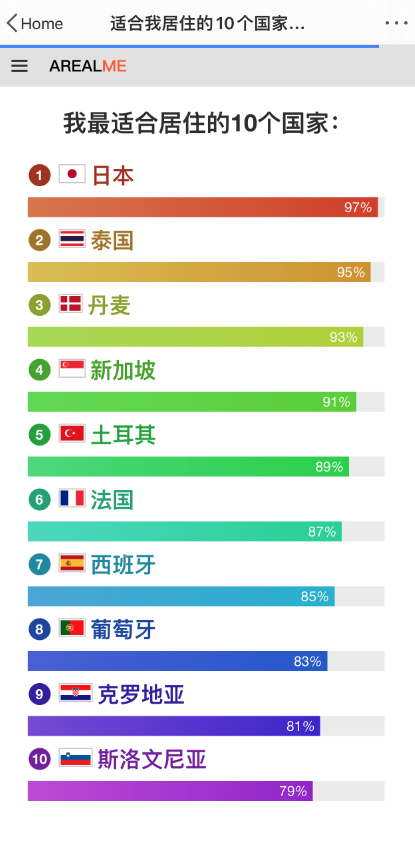 Home
适合我居住的10个国家...
AREALME
我最适合居住的10个国家：
1 日本
97%
2 泰国
95%
3 丹麦
93%
4 新加坡
91%
5 土耳其
89%
6 法国
87%
7 西班牙
85%
8 葡萄牙
83%
9 克罗地亚
81%
10 斯洛文尼亚
79%